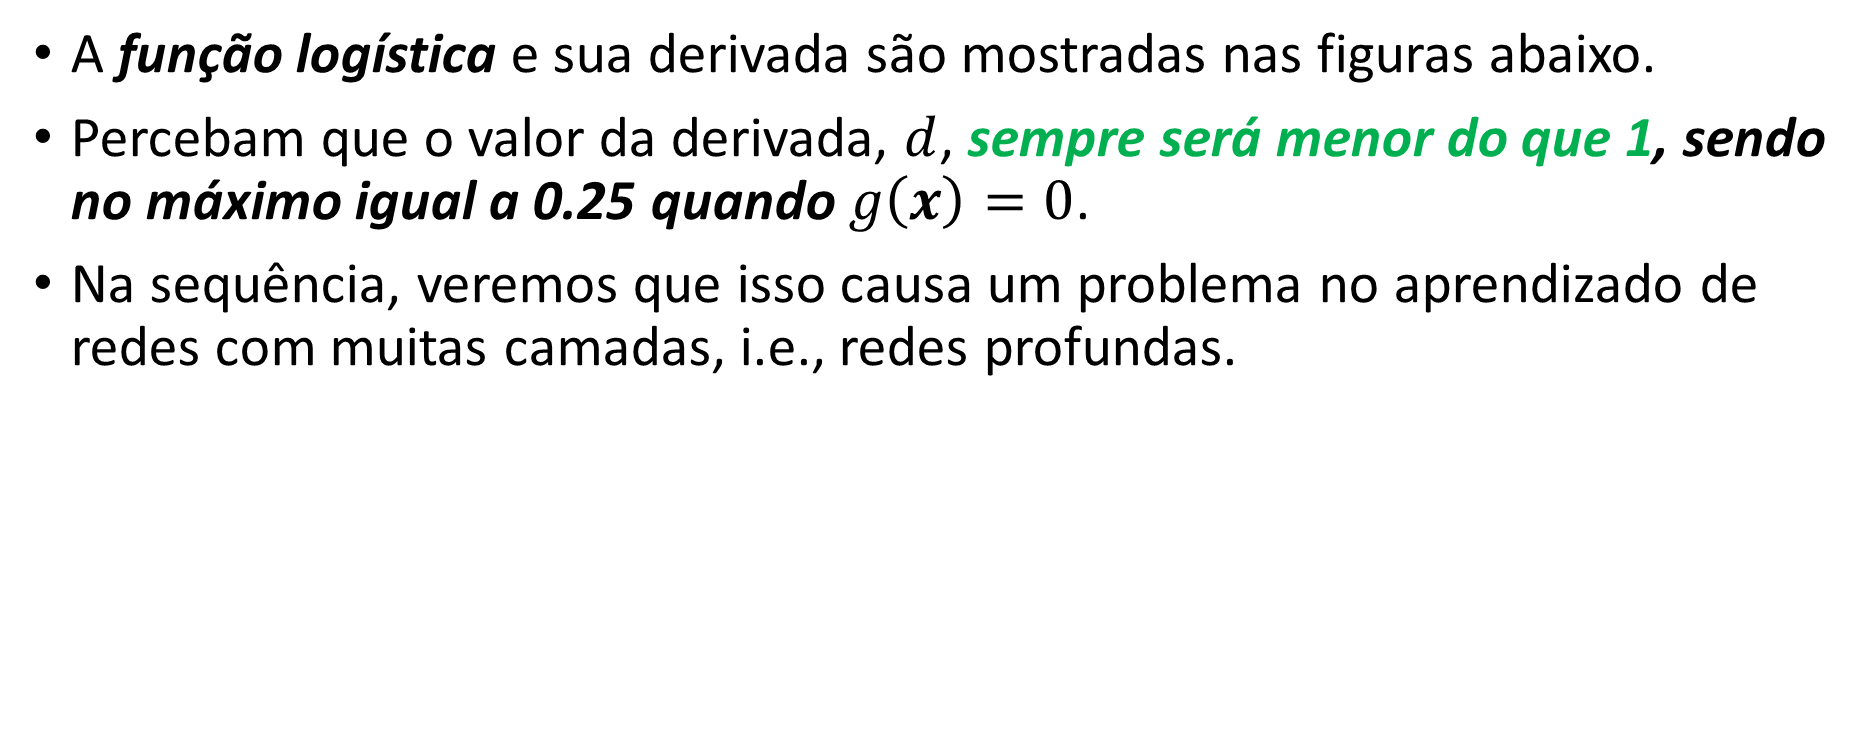 • A função logística e sua derivada são mostradas nas figuras abaixo.
• Percebam que o valor da derivada, d, sempre será menor do que 1, sendo
no máximo igual a 0.25 quando g(x) = 0.
• Na sequência, veremos que isso causa um problema no aprendizado de
redes com muitas camadas, i.e., redes profundas.